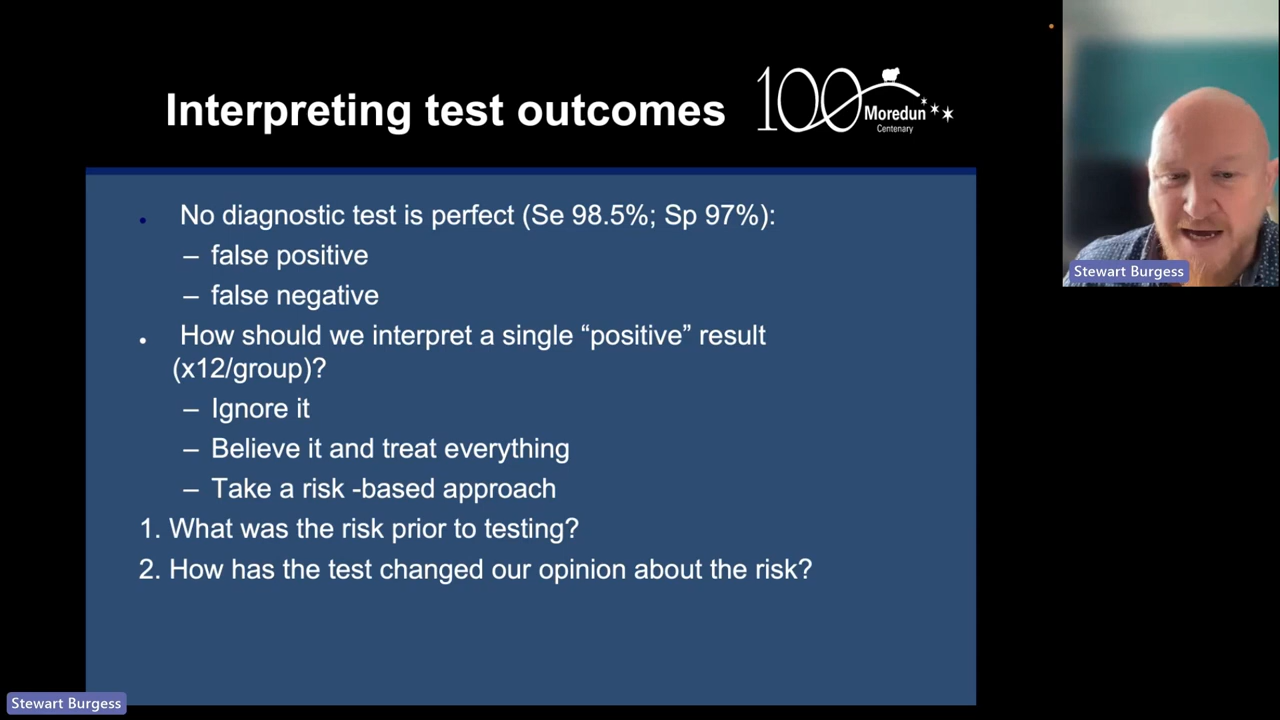 Interpreting test outcomes
100
Moredun
Centenary
• No diagnostic test is perfect (Se 98.5%; Sp 97%):
– false positive
– false negative
• How should we interpret a single “positive” result
(x12/group)?
– Ignore it
– Believe it and treat everything
– Take a risk -based approach
1. What was the risk prior to testing?
2. How has the test changed our opinion about the risk?
Stewart Burgess
Stewart Burgess